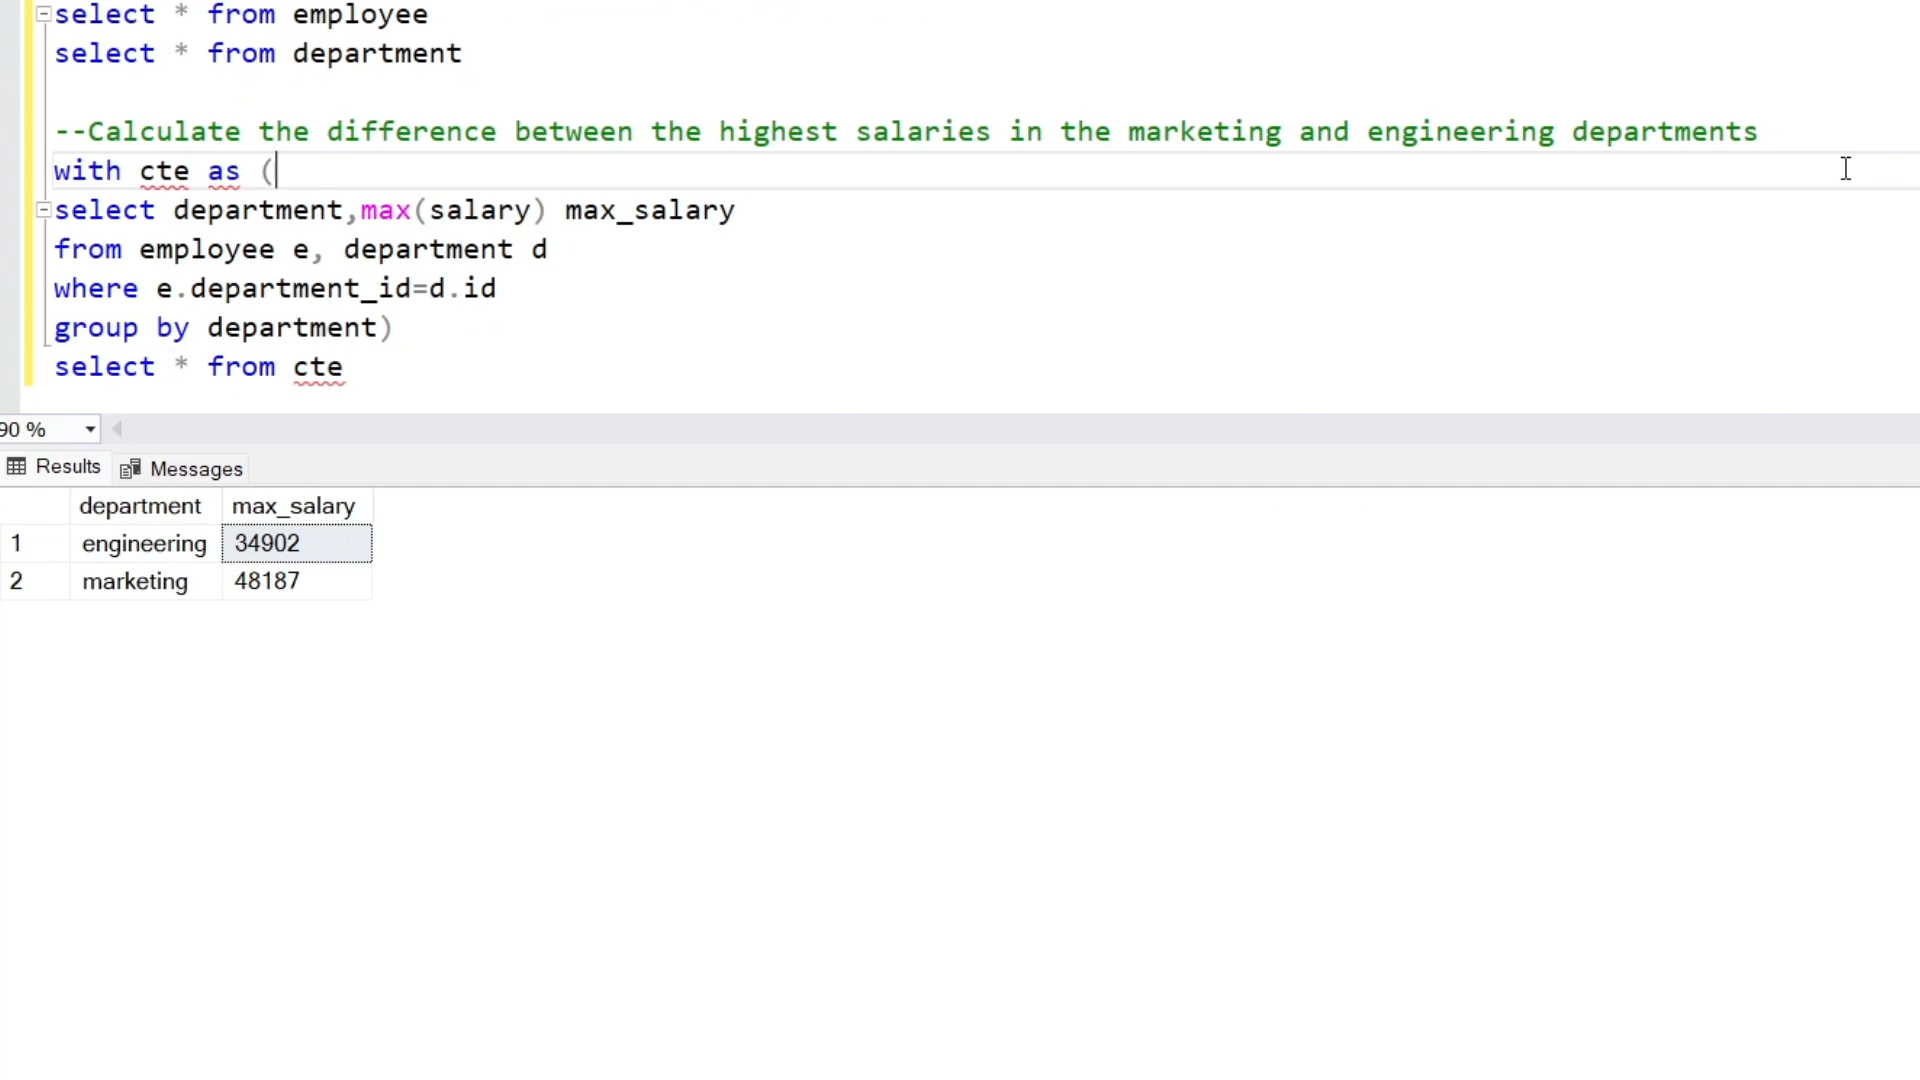 select * from employee
select * from department
--Calculate the difference between the highest salaries in the marketing and engineering departments
with cte as (
select department,max(salary) max_salary
from employee e, department d
where e.department_id=d.id
group by department)
select * from cte
90 %
Results Messages
department max_salary
1 engineering 34902
2 marketing 48187